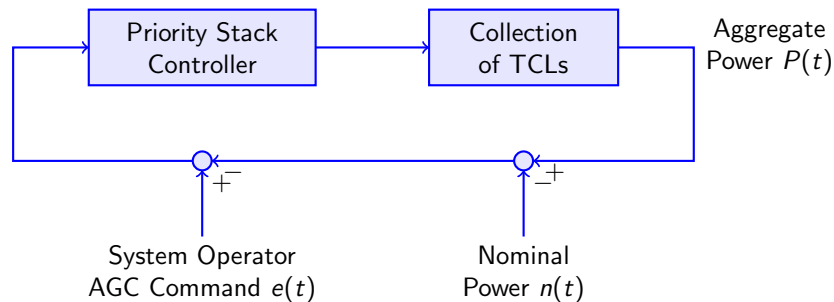 Priority Stack
Controller
Collection
of TCLs
Aggregate
Power P(t)
+
−
−
+
System Operator
AGC Command e(t)
Nominal
Power n(t)